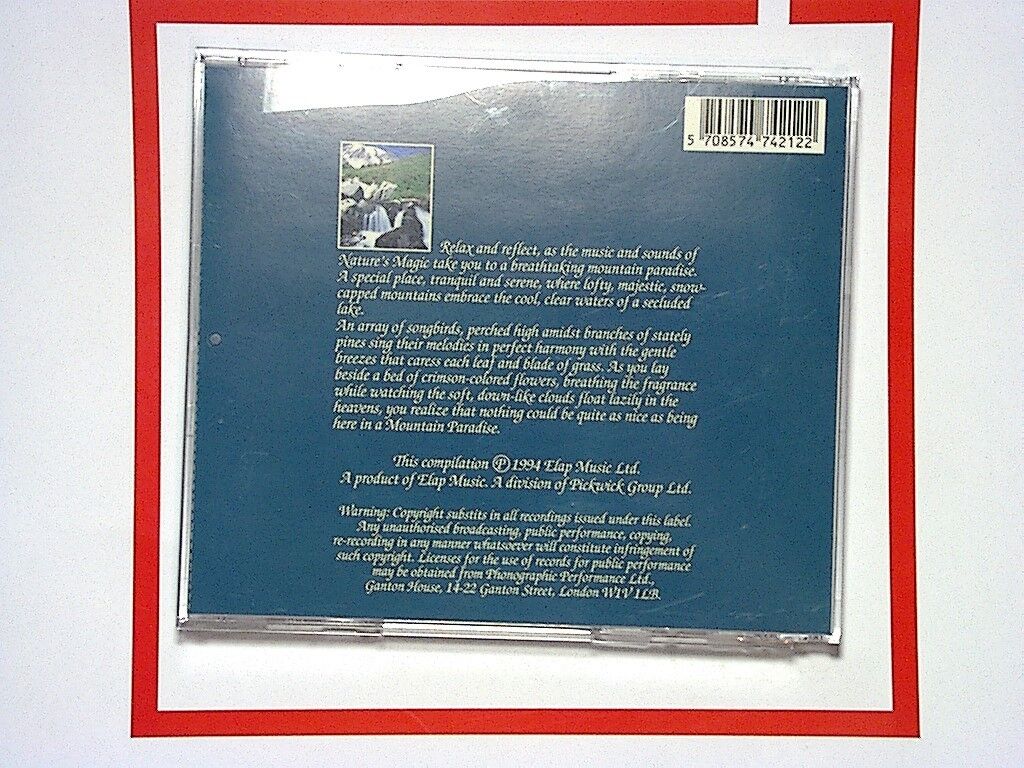 5 708574 742122
Relax and reflect, as the music and sounds of
Nature's Magic take you to a breathtaking mountain paradise.
A special place, tranquil and serene, where lofty, majestic, snow-
capped mountains embrace the cool, clear waters of a secluded
lake.
An array of songbirds, perched high amidst branches of stately
pines sing their melodies in perfect harmony with the gentle
breezes that caress each leaf and blade of grass. As you lay
beside a bed of crimson-colored flowers, breathing the fragrance
while watching the soft, down-like clouds float lazily in the
heavens, you realize that nothing could be quite as nice as being
here in a Mountain Paradise.
This compilation ℗ 1994 Elap Music Ltd.
A product of Elap Music. A division of Pickwick Group Ltd.
Warning: Copyright substits in all recordings issued under this label.
Any unauthorised broadcasting, public performance, copying,
re-recording in any manner whatsoever will constitute infringement of
such copyright. Licenses for the use of records for public performance
may be obtained from Phonographic Performance Ltd.,
Ganton House, 14-22 Ganton Street, London W1V 1LB.